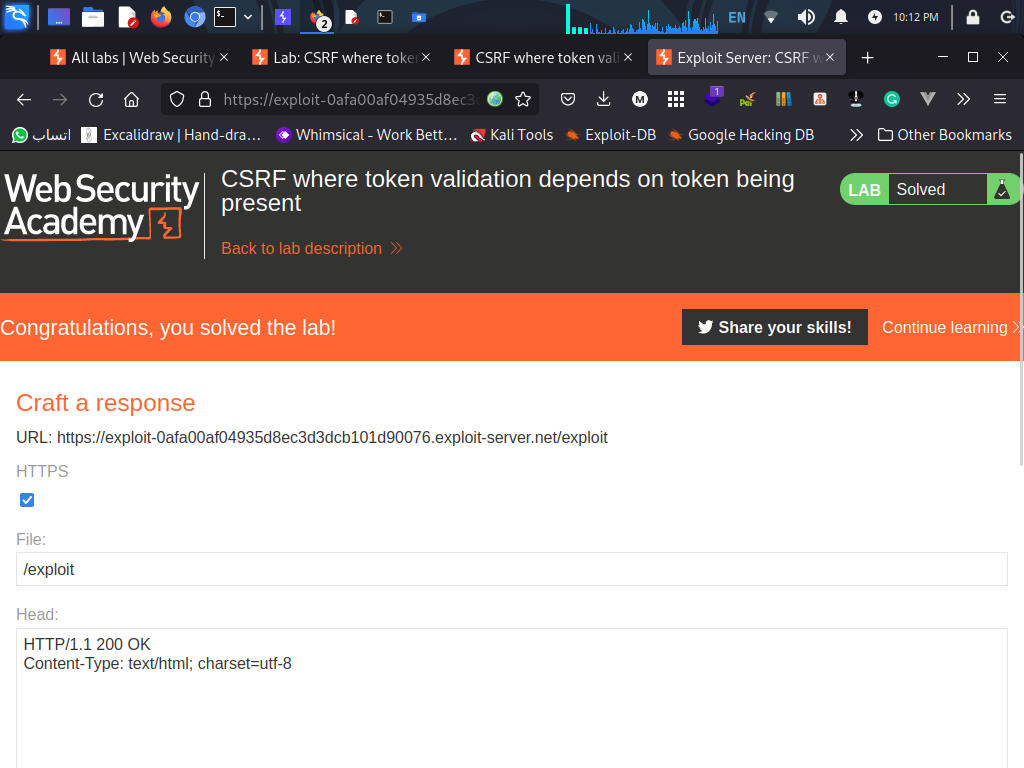 EN 10:12 PM
2
All labs | Web Security
Lab: CSRF where toke
CSRF where token vali
Exploit Server: CSRF w
https://exploit-0afa00af04935d8ec3
M
1
انتساب
Excalidraw | Hand-dra…
Whimsical - Work Bett…
Kali Tools
Exploit-DB
Google Hacking DB
Other Bookmarks
Web Security
Academy
CSRF where token validation depends on token being
present
LAB Solved
Back to lab description
Congratulations, you solved the lab!
Share your skills!
Continue learning
Craft a response
URL: https://exploit-0afa00af04935d8ec3d3dcb101d90076.exploit-server.net/exploit
HTTPS
File:
/exploit
Head:
HTTP/1.1 200 OK
Content-Type: text/html; charset=utf-8